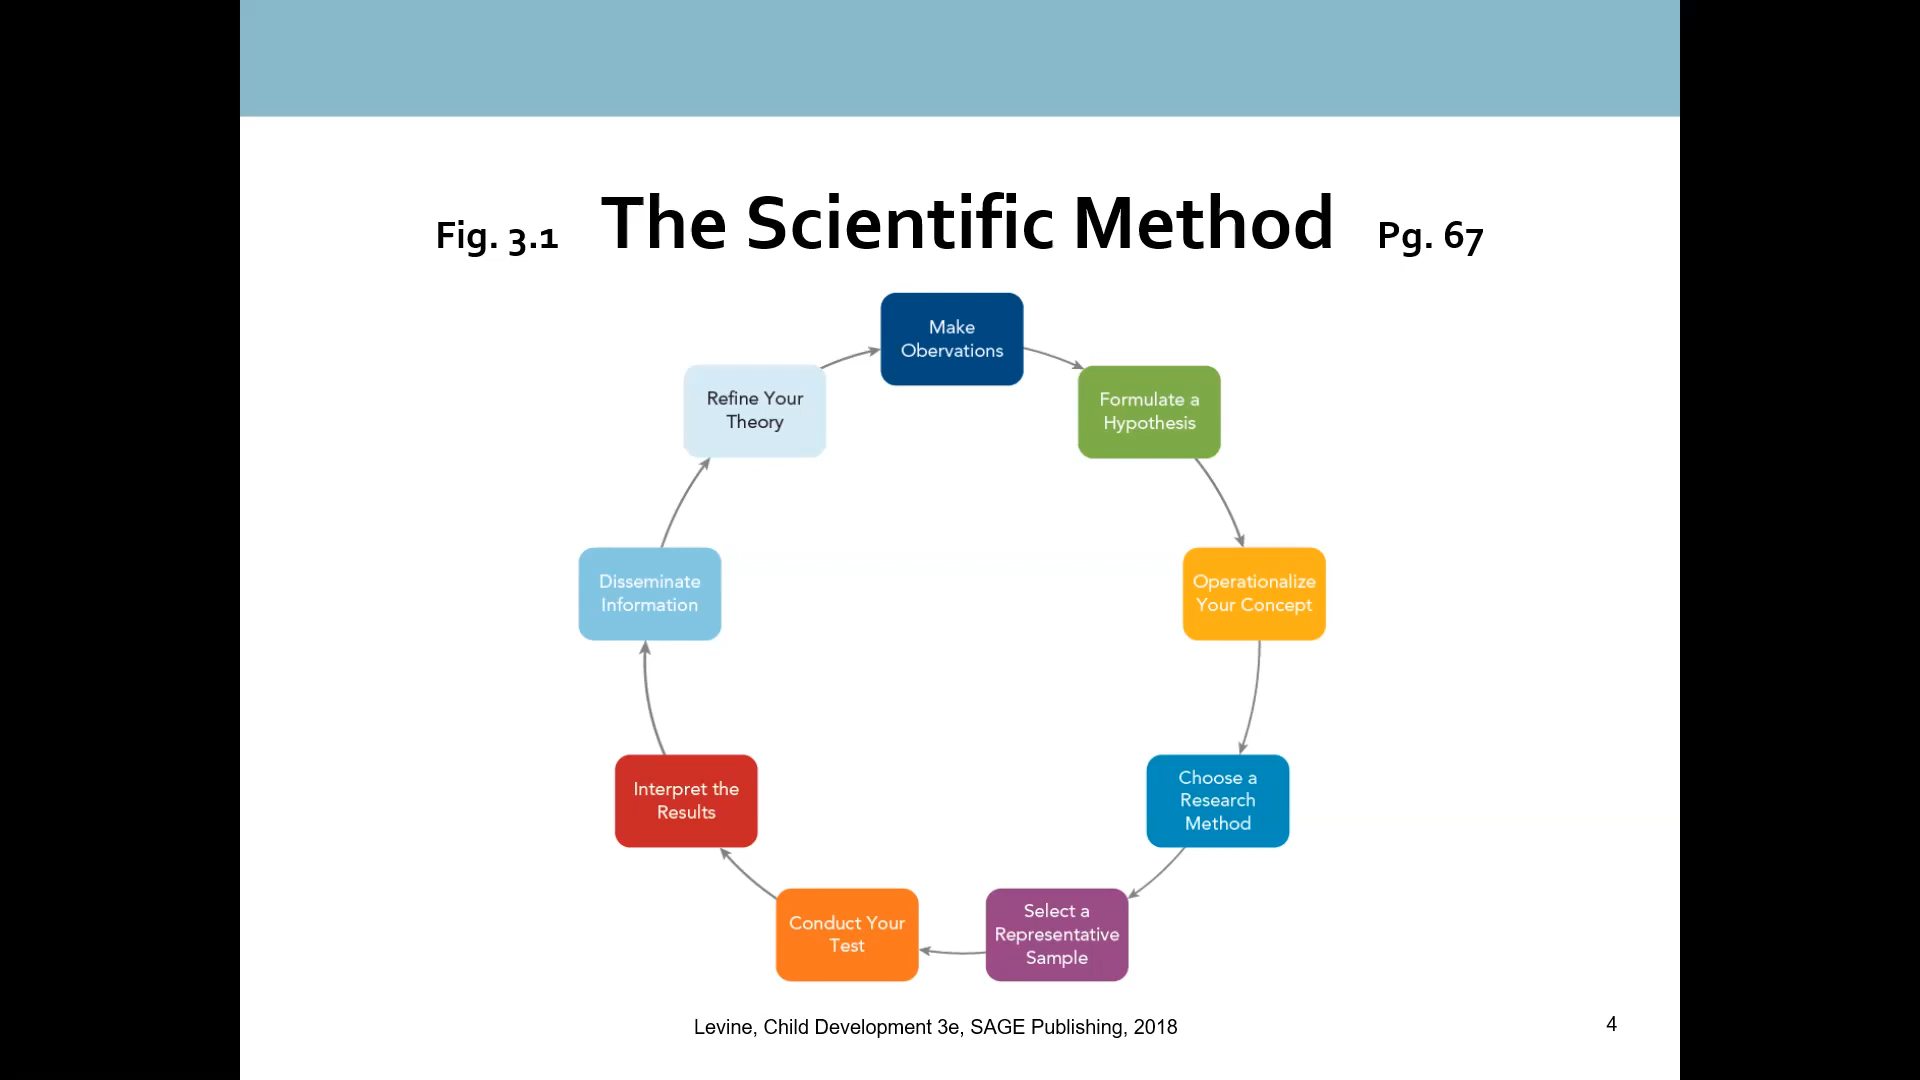 Fig. 3.1 The Scientific Method Pg. 67
Make
Obervations
Formulate a
Hypothesis
Operationalize
Your Concept
Choose a
Research
Method
Select a
Representative
Sample
Conduct Your
Test
Interpret the
Results
Disseminate
Information
Refine Your
Theory
Levine, Child Development 3e, SAGE Publishing, 2018
4